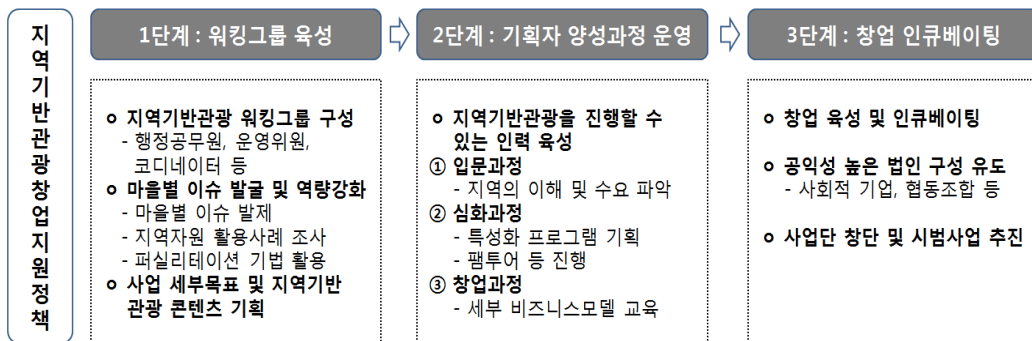 지역기반관광창업지원정책
1단계 : 워킹그룹 육성
ㅇ 지역기반관광 워킹그룹 구성
- 행정공무원, 운영위원,
코디네이터 등
ㅇ 마을별 이슈 발굴 및 역량강화
- 마을별 이슈 발제
- 지역자원 활용사례 조사
- 퍼실리테이션 기법 활용
ㅇ 사업 세부목표 및 지역기반
관광 콘텐츠 기획
2단계 : 기획자 양성과정 운영
ㅇ 지역기반관광을 진행할 수
있는 인력 육성
① 입문과정
- 지역의 이해 및 수요 파악
② 심화과정
- 특성화 프로그램 기획
- 팸투어 등 진행
③ 창업과정
- 세부 비즈니스모델 교육
3단계 : 창업 인큐베이팅
ㅇ 창업 육성 및 인큐베이팅
ㅇ 공익성 높은 법인 구성 유도
- 사회적 기업, 협동조합 등
ㅇ 사업단 창단 및 시범사업 추진